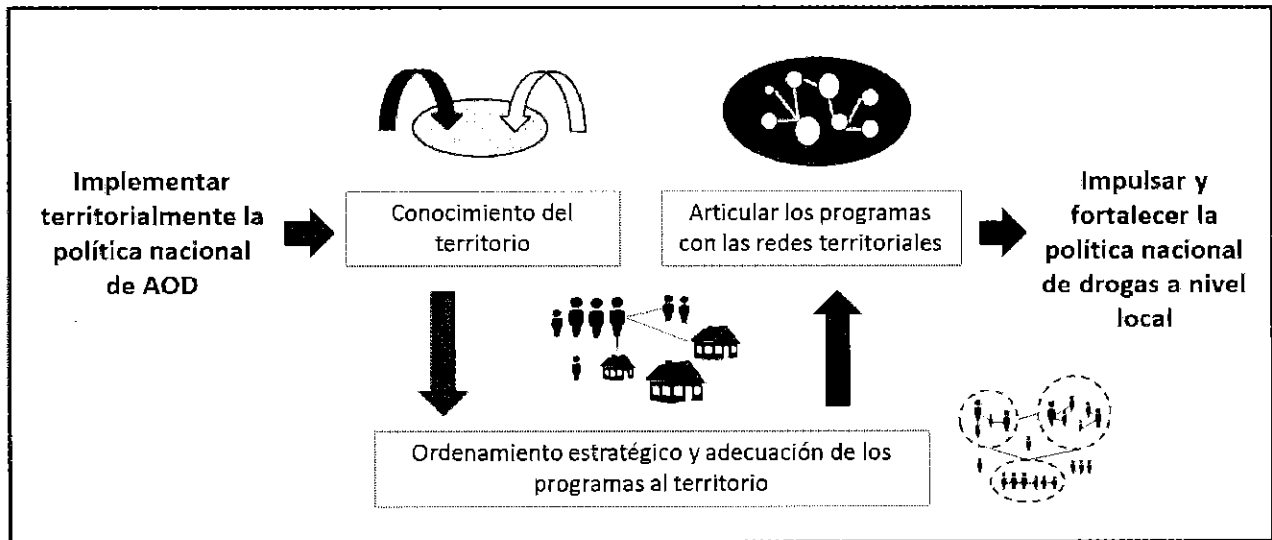 Implementar
territorialmente la
política nacional
de AOD
Conocimiento del
territorio
Articular los programas
con las redes territoriales
Impulsar y
fortalecer la
política nacional
de drogas a nivel
local
Ordenamiento estratégico y adecuación de los
programas al territorio